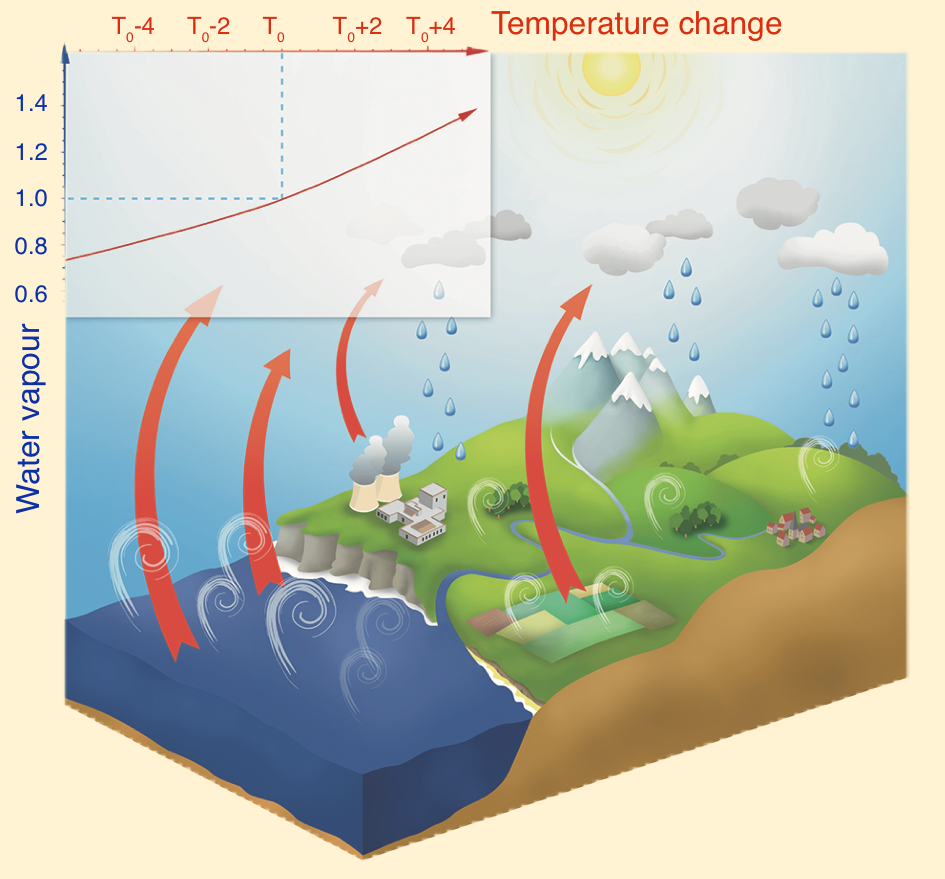 Temperature change
T₀-4 T₀-2 T₀ T₀+2 T₀+4
1.4
1.2
1.0
0.8
0.6
Water vapour